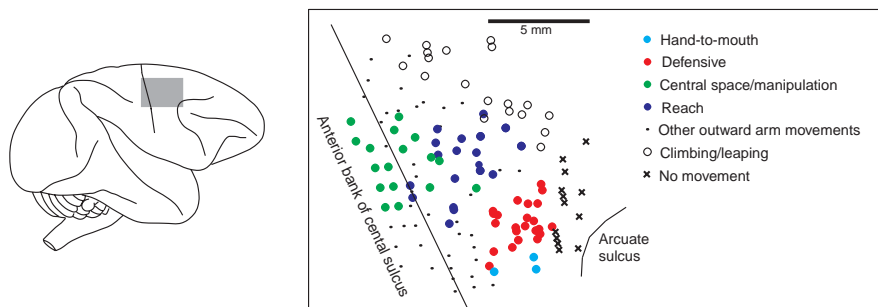 5 mm
Hand-to-mouth
Defensive
Central space/manipulation
Reach
Other outward arm movements
Climbing/leaping
No movement
Anterior bank of cental sulcus
Arcuate
sulcus